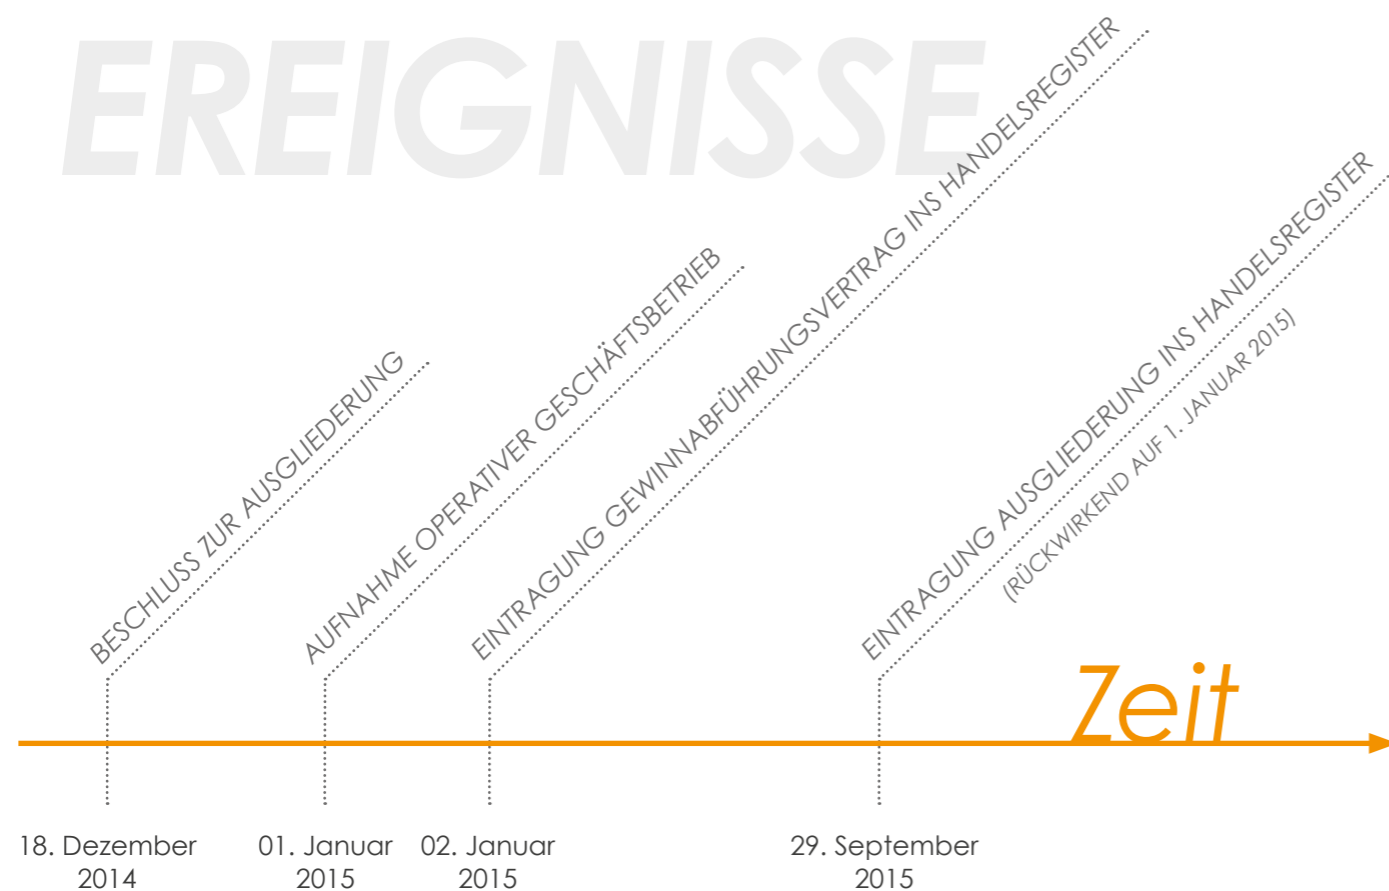 EREIGNISSE
BESCHLUSS ZUR AUSGLIEDERUNG
AUFNAHME OPERATIVER GESCHÄFTSBETRIEB
EINTRAGUNG GEWINNABFÜHRUNGSVERTRAG INS HANDELSREGISTER
EINTRAGUNG AUSGLIEDERUNG INS HANDELSREGISTER
(RÜCKWIRKEND AUF 1. JANUAR 2015)
Zeit
18. Dezember
2014
01. Januar
2015
02. Januar
2015
29. September
2015